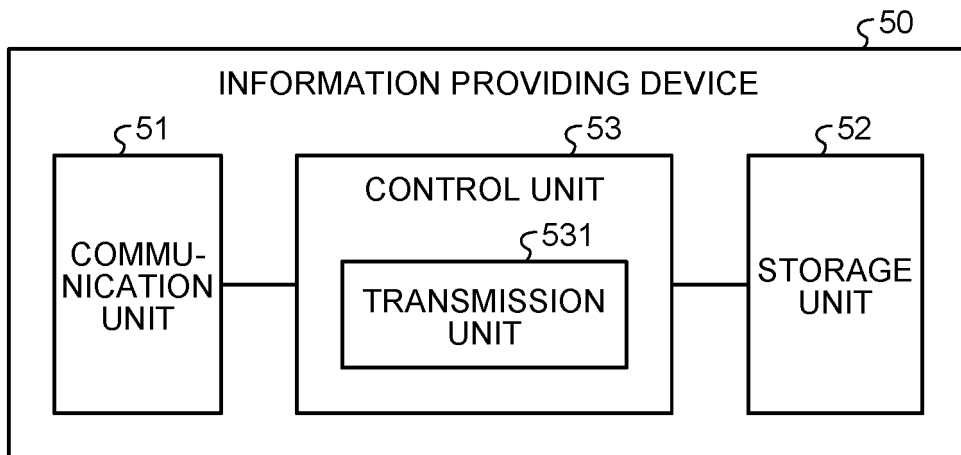 50
INFORMATION PROVIDING DEVICE
51
53
52
CONTROL UNIT
531
COMMU-
NICATION
UNIT
TRANSMISSION
UNIT
STORAGE
UNIT